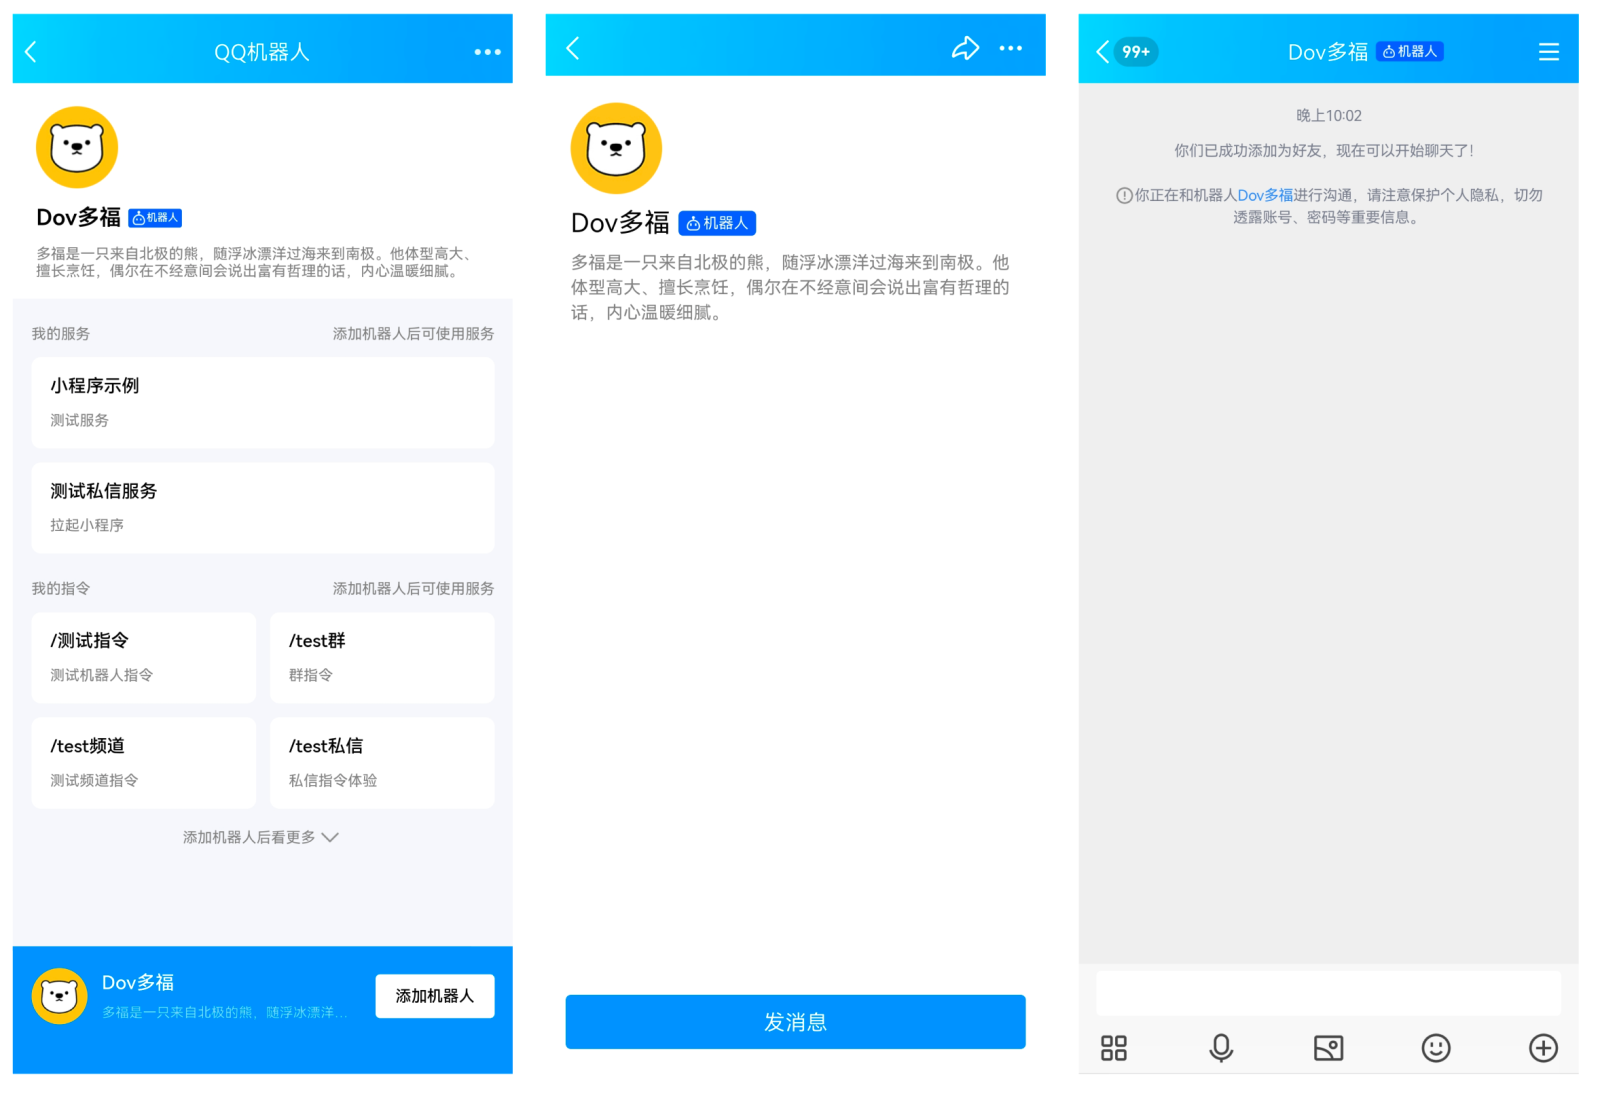 QQ机器人
Dov多福 机器人
多福是一只来自北极的熊，随浮冰漂洋过海来到南极。他体型高大、
擅长烹饪，偶尔在不经意间会说出富有哲理的话，内心温暖细腻。
我的服务 添加机器人后可使用服务
小程序示例
测试服务
测试私信服务
拉起小程序
我的指令 添加机器人后可使用服务
/测试指令 /test群
测试机器人指令 群指令
/test频道 /test私信
测试频道指令 私信指令体验
添加机器人后看更多
Dov多福
多福是一只来自北极的熊，随浮冰漂洋...
添加机器人
Dov多福 机器人
多福是一只来自北极的熊，随浮冰漂洋过海来到南极。他
体型高大、擅长烹饪，偶尔在不经意间会说出富有哲理的
话，内心温暖细腻。
发消息
99+ Dov多福 机器人
晚上10:02
你们已成功添加为好友，现在可以开始聊天了！
你正在和机器人Dov多福进行沟通，请注意保护个人隐私，切勿
透露账号、密码等重要信息。